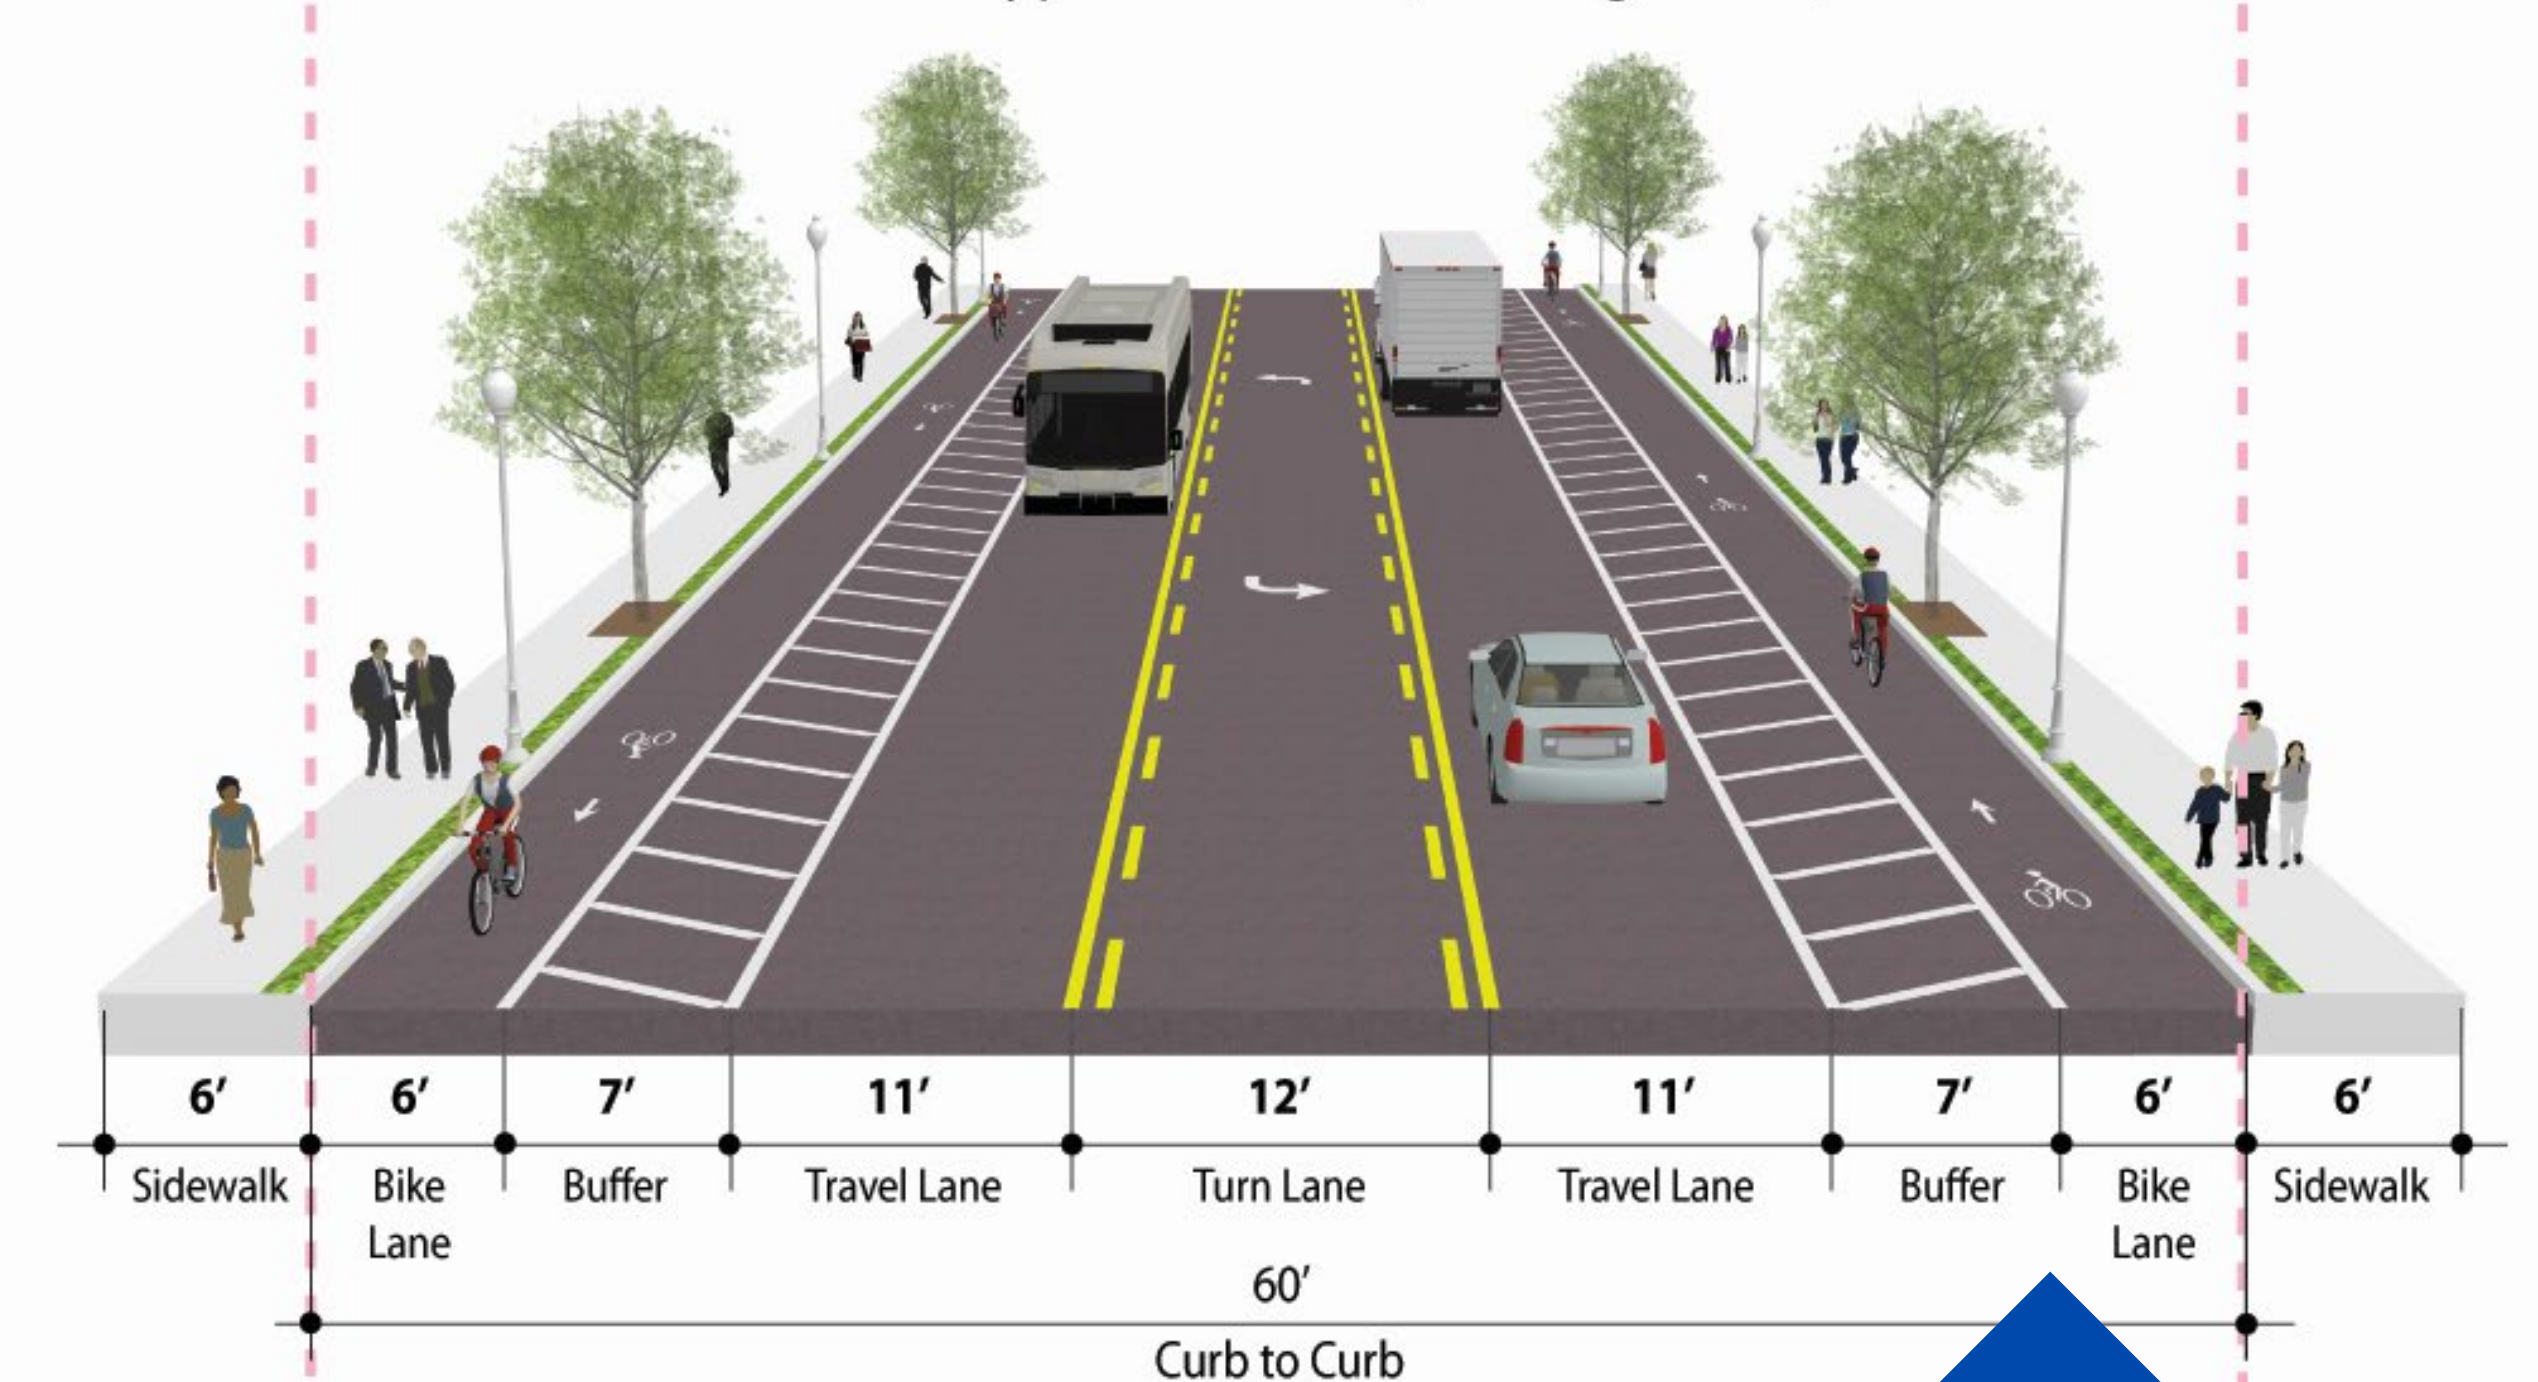 6′ 6′ 7′ 11′ 12′ 11′ 7′ 6′ 6′
Sidewalk Bike Buffer Travel Lane Turn Lane Travel Lane Buffer Bike Sidewalk
Lane Lane
60′
Curb to Curb